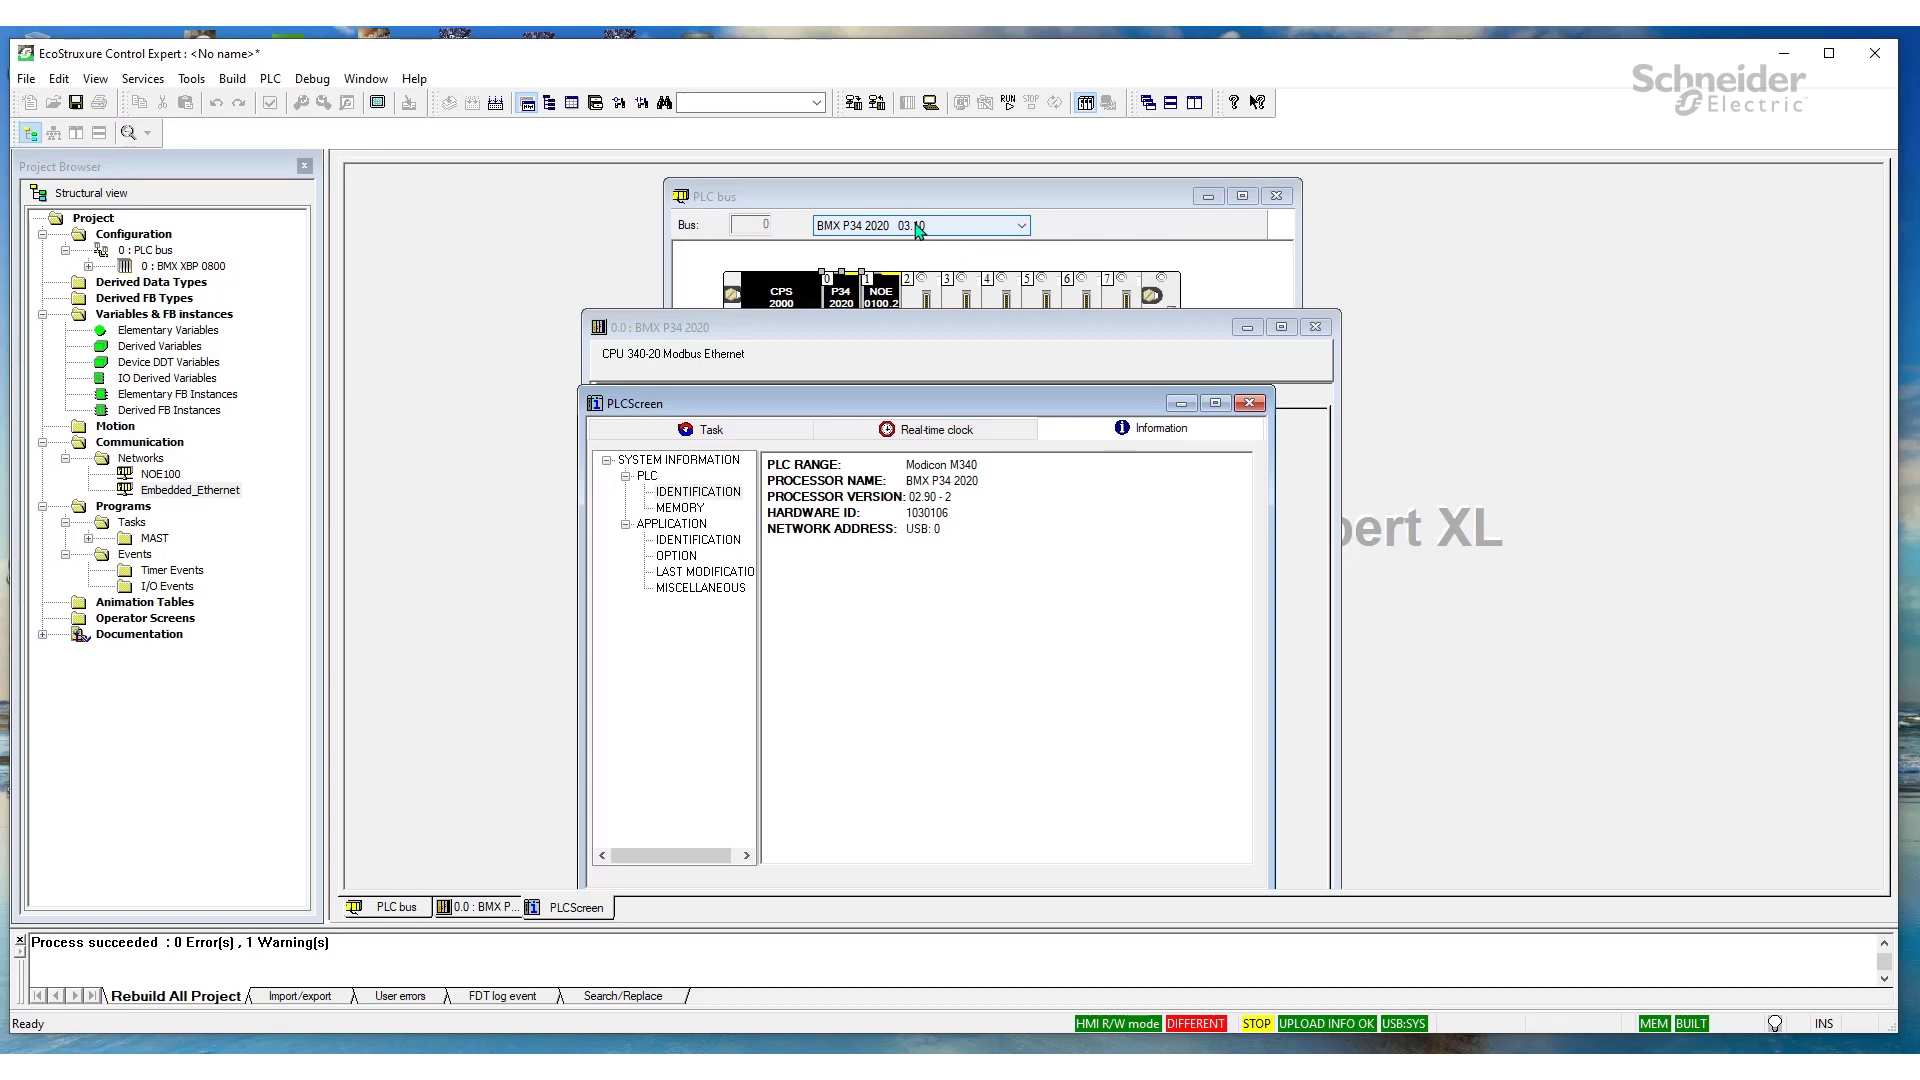 EcoStruxure Control Expert : <No name>*
File Edit View Services Tools Build PLC Debug Window Help
Schneider Electric
Project Browser
Structural view
Project
Configuration
0 : PLC bus
0 : BMX XBP 0800
Derived Data Types
Derived FB Types
Variables & FB instances
Elementary Variables
Derived Variables
Device DDT Variables
IO Derived Variables
Elementary FB Instances
Derived FB Instances
Motion
Communication
Networks
NOE100
Embedded_Ethernet
Programs
Tasks
MAST
Events
Timer Events
I/O Events
Animation Tables
Operator Screens
Documentation
PLC bus
Bus: 0 BMX P34 2020 03.10
CPS 2000
0 P34 2020
1 NOE 0100.2
2 3 4 5 6 7
0.0 : BMX P34 2020
CPU 340-20 Modbus Ethernet
PLCScreen
Task Real-time clock Information
SYSTEM INFORMATION
PLC
IDENTIFICATION
MEMORY
APPLICATION
IDENTIFICATION
OPTION
LAST MODIFICATIO
MISCELLANEOUS
PLC RANGE: Modicon M340
PROCESSOR NAME: BMX P34 2020
PROCESSOR VERSION: 02.90 - 2
HARDWARE ID: 1030106
NETWORK ADDRESS: USB: 0
pert XL
PLC bus 0.0 : BMX P... PLCScreen
Process succeeded : 0 Error(s) , 1 Warning(s)
Rebuild All Project Import/export User errors FDT log event Search/Replace
Ready HMI R/W mode DIFFERENT STOP UPLOAD INFO OK USB:SYS MEM BUILT INS